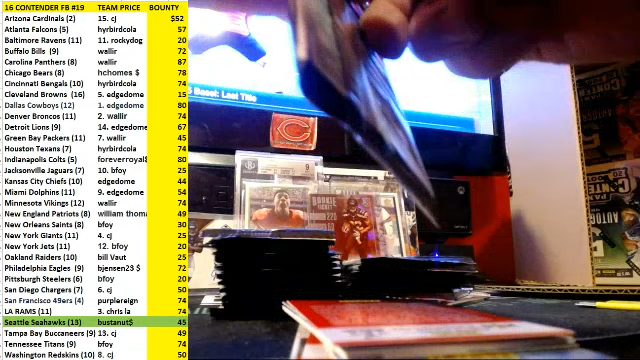 16 CONTENDER FB #19 TEAM PRICE BOUNTY
Arizona Cardinals (2) 15. cj $52
Atlanta Falcons (5) hyrbirdcola 57
Baltimore Ravens (11) 11. rockydog 20
Buffalo Bills (9) wallir 72
Carolina Panthers (8) wallir 87
Chicago Bears (8) hchomes $ 78
Cincinnati Bengals (10) hyrbirdcola 74
Cleveland Browns (16) 5. edgedome 15
Dallas Cowboys (12) 1. edgedome 80
Denver Broncos (11) 2. wallir 74
Detroit Lions (9) 14. edgedome 67
Green Bay Packers (11) 7. wallir 45
Houston Texans (7) hyrbirdcola 74
Indianapolis Colts (5) foreverroyal$ 80
Jacksonville Jaguars (7) 10. bfoy 25
Kansas City Chiefs (10) edgedome 44
Miami Dolphins (11) 9. edgedome 54
Minnesota Vikings (12) wallir 74
New England Patriots (8) william thoma 49
New Orleans Saints (8) bfoy 30
New York Giants (11) 4. cj 50
New York Jets (11) 12. bfoy 20
Oakland Raiders (10) bill Vaut 25
Philadelphia Eagles (9) bjensen23 $ 72
Pittsburgh Steelers (6) bfoy 20
San Diego Chargers (7) 6. cj 50
San Francisco 49ers (4) purplereign 74
LA RAMS (11) 3. chris la 74
Seattle Seahawks (13) bustanut$ 45
Tampa Bay Buccaneers (9) 13. cj 49
Tennessee Titans (9) bfoy 74
Washington Redskins (10) 8. cj 50
Last Title
ROOKIE
TICKET